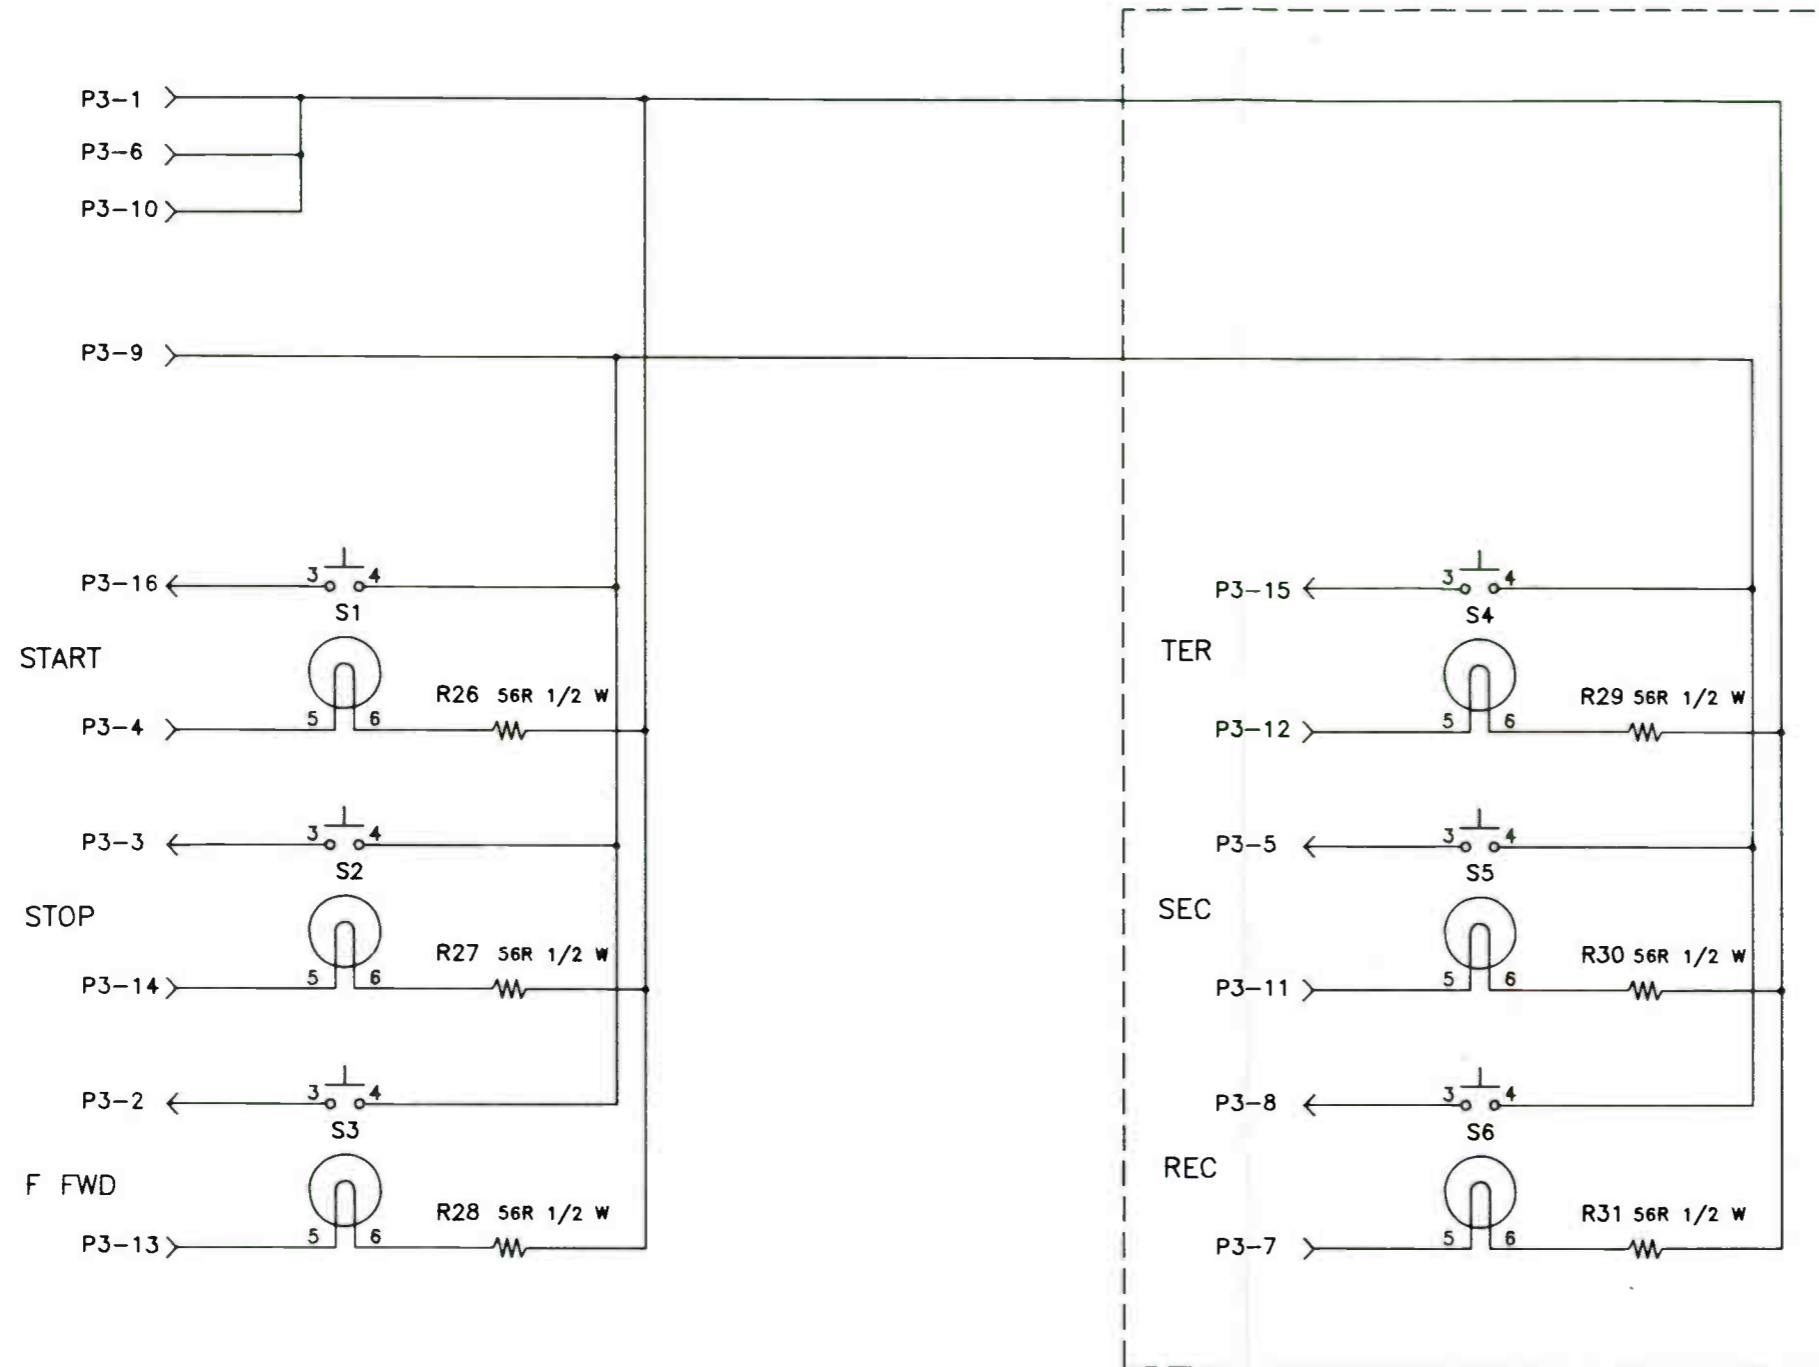 P3-1
P3-6
P3-10
P3-9
P3-16
3 4
S1
START
R26 56R 1/2 W
P3-4
5 6
P3-3
3 4
S2
STOP
R27 56R 1/2 W
P3-14
5 6
P3-2
3 4
S3
F FWD
R28 56R 1/2 W
P3-13
5 6
P3-15
3 4
S4
TER
R29 56R 1/2 W
P3-12
5 6
P3-5
3 4
S5
SEC
R30 56R 1/2 W
P3-11
5 6
P3-8
3 4
S6
REC
R31 56R 1/2 W
P3-7
5 6